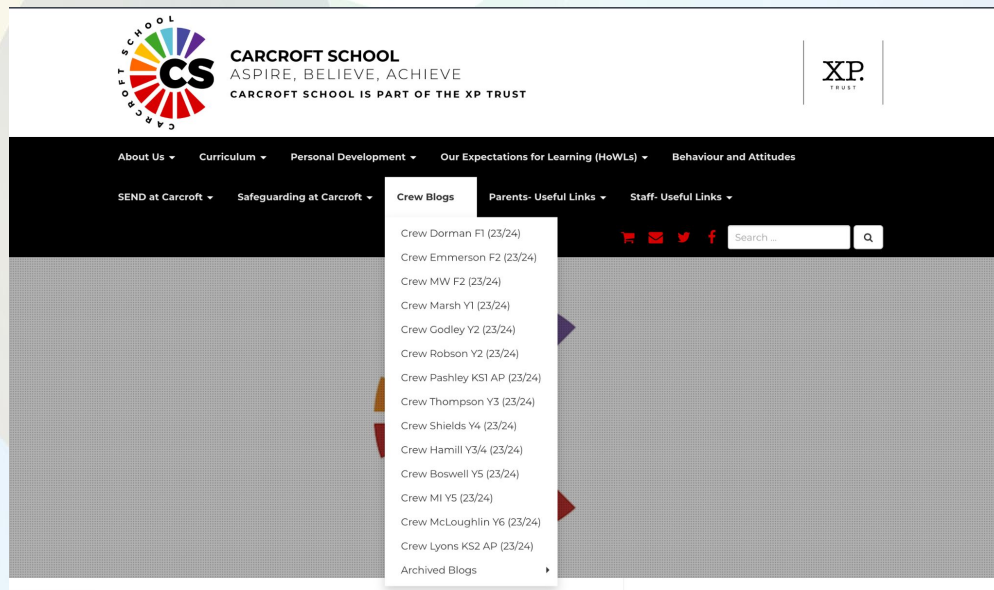 CARCROFT SCHOOL
CS
CARCROFT SCHOOL
ASPIRE, BELIEVE, ACHIEVE
CARCROFT SCHOOL IS PART OF THE XP TRUST
XP.
TRUST
About Us Curriculum Personal Development Our Expectations for Learning (HoWLs) Behaviour and Attitudes
SEND at Carcroft Safeguarding at Carcroft Crew Blogs Parents- Useful Links Staff- Useful Links
Search ...
Crew Dorman F1 (23/24)
Crew Emmerson F2 (23/24)
Crew MW F2 (23/24)
Crew Marsh Y1 (23/24)
Crew Godley Y2 (23/24)
Crew Robson Y2 (23/24)
Crew Pashley KS1 AP (23/24)
Crew Thompson Y3 (23/24)
Crew Shields Y4 (23/24)
Crew Hamill Y3/4 (23/24)
Crew Boswell Y5 (23/24)
Crew MI Y5 (23/24)
Crew McLoughlin Y6 (23/24)
Crew Lyons KS2 AP (23/24)
Archived Blogs